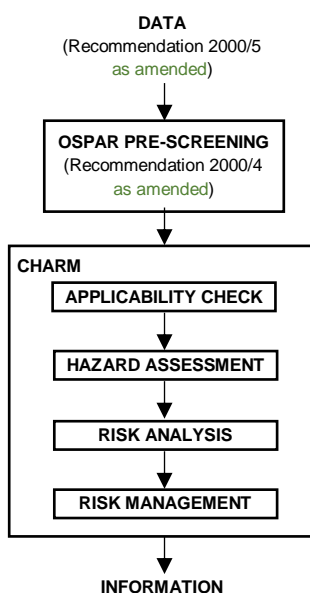 DATA
(Recommendation 2000/5
as amended)
OSPAR PRE-SCREENING
(Recommendation 2000/4
as amended)
CHARM
APPLICABILITY CHECK
HAZARD ASSESSMENT
RISK ANALYSIS
RISK MANAGEMENT
INFORMATION